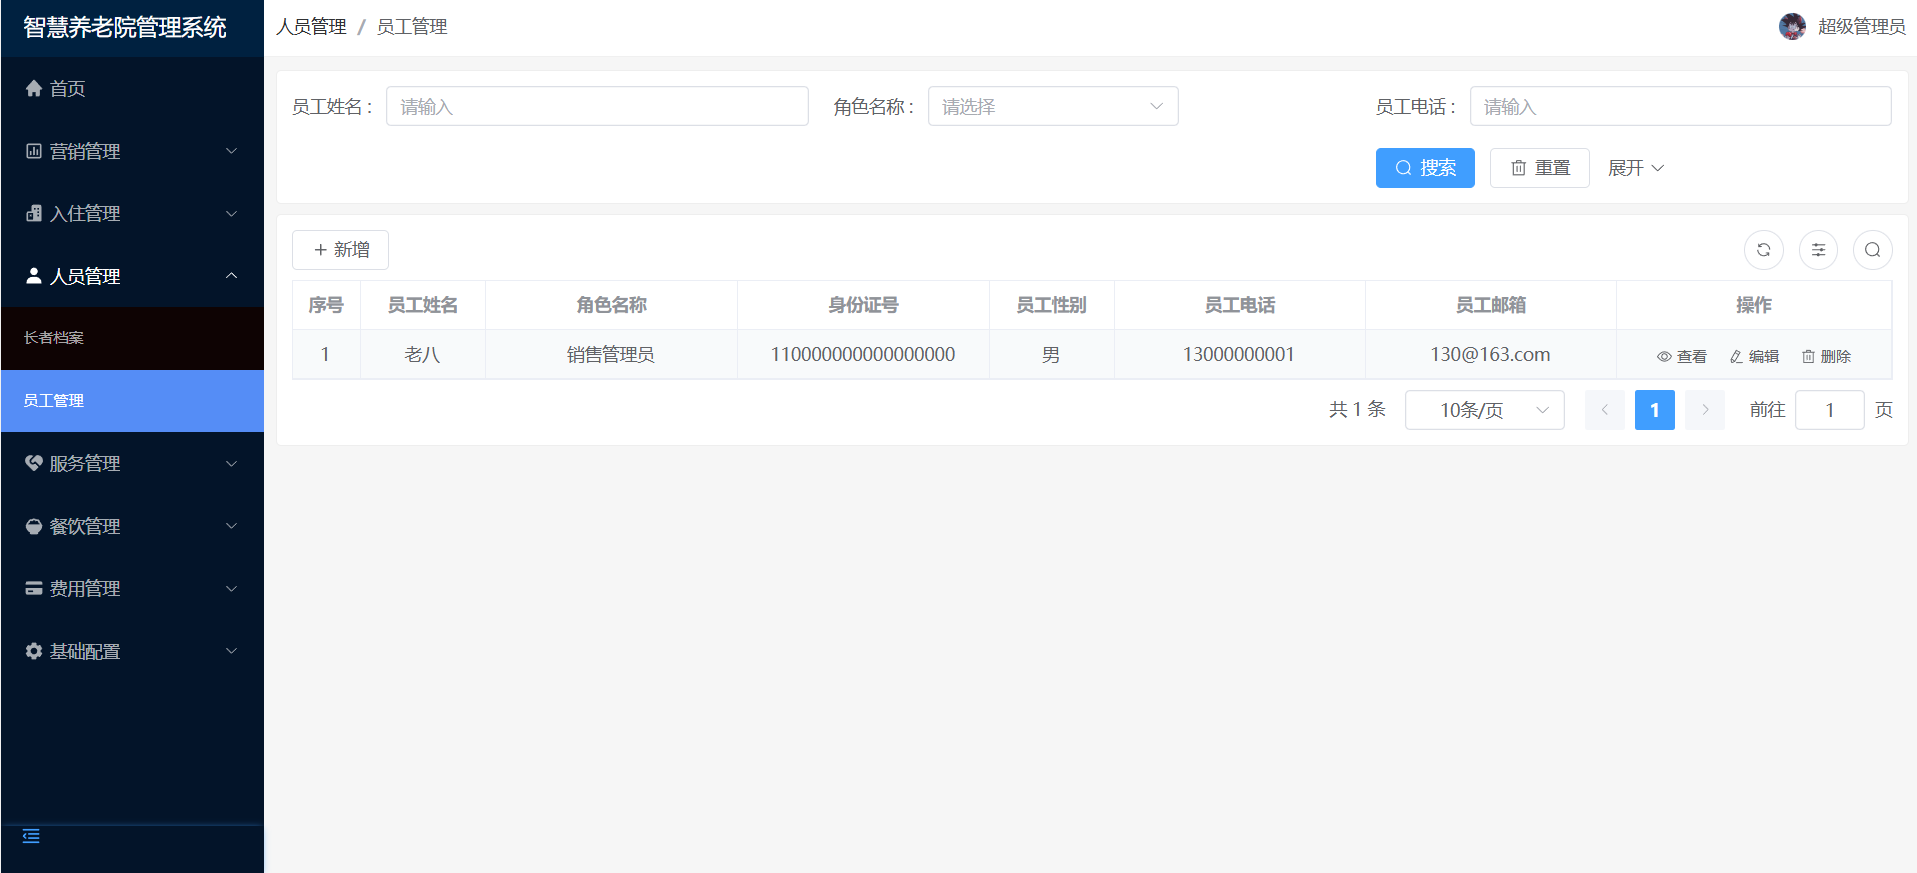 智慧养老院管理系统
首页
营销管理
入住管理
人员管理
长者档案
员工管理
服务管理
餐饮管理
费用管理
基础配置
人员管理 / 员工管理
超级管理员
员工姓名： 请输入 角色名称： 请选择 员工电话： 请输入
搜索 重置 展开
新增
序号 员工姓名 角色名称 身份证号 员工性别 员工电话 员工邮箱 操作
1 老八 销售管理员 110000000000000000 男 13000000001 130@163.com 查看 编辑 删除
共 1 条 10条/页 1 前往 1 页